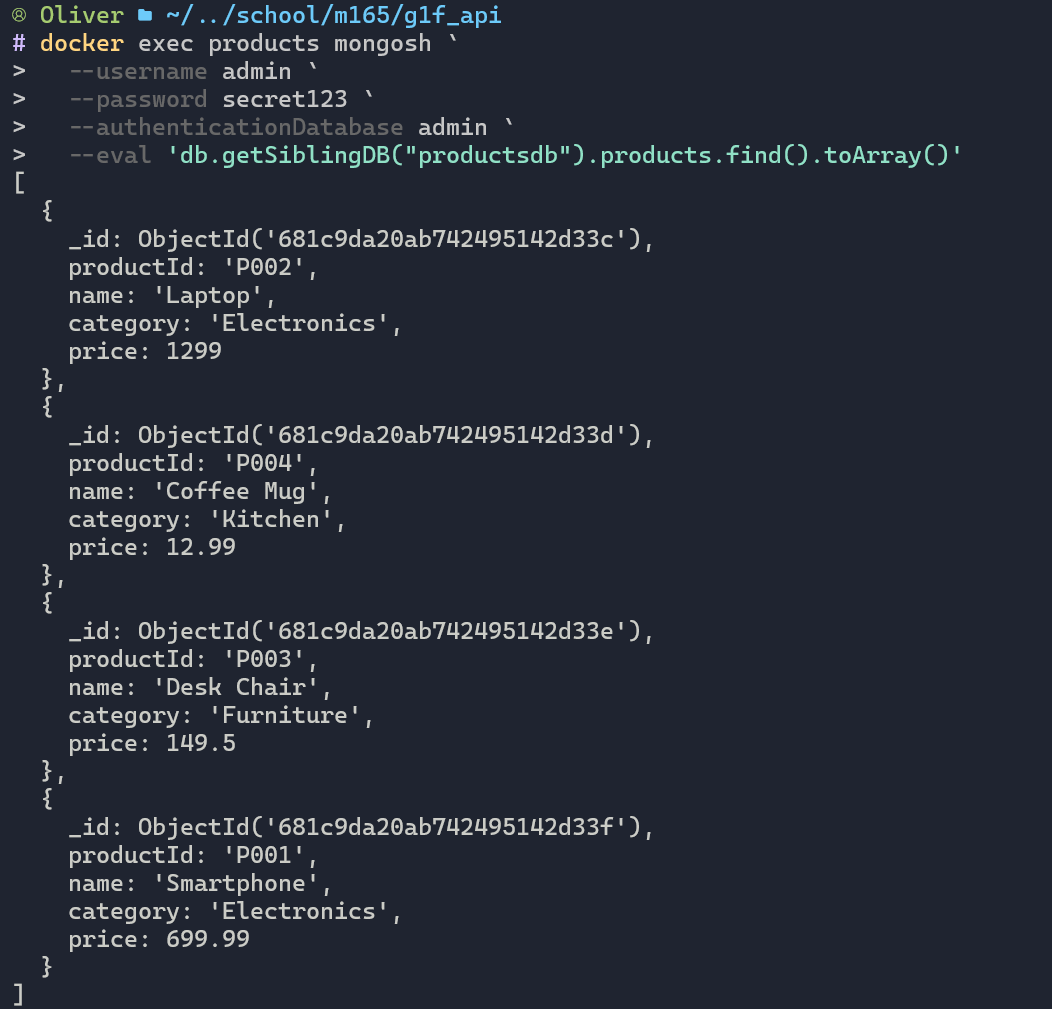 Oliver ~/../school/m165/g1f_api
# docker exec products mongosh `
>   --username admin `
>   --password secret123 `
>   --authenticationDatabase admin `
>   --eval 'db.getSiblingDB("productsdb").products.find().toArray()'
[
  {
    _id: ObjectId('681c9da20ab742495142d33c'),
    productId: 'P002',
    name: 'Laptop',
    category: 'Electronics',
    price: 1299
  },
  {
    _id: ObjectId('681c9da20ab742495142d33d'),
    productId: 'P004',
    name: 'Coffee Mug',
    category: 'Kitchen',
    price: 12.99
  },
  {
    _id: ObjectId('681c9da20ab742495142d33e'),
    productId: 'P003',
    name: 'Desk Chair',
    category: 'Furniture',
    price: 149.5
  },
  {
    _id: ObjectId('681c9da20ab742495142d33f'),
    productId: 'P001',
    name: 'Smartphone',
    category: 'Electronics',
    price: 699.99
  }
]